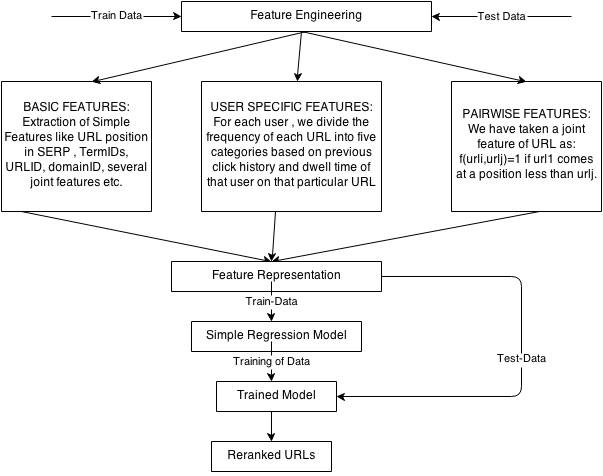 Train Data
Feature Engineering
Test Data
BASIC FEATURES:
Extraction of Simple
Features like URL position
in SERP , TermIDs,
URLID, domainID, several
joint features etc.
USER SPECIFIC FEATURES:
For each user , we divide the
frequency of each URL into five
categories based on previous
click history and dwell time of
that user on that particular URL
PAIRWISE FEATURES:
We have taken a joint
feature of URL as:
f(urli,urlj)=1 if url1 comes
at a position less than urlj.
Feature Representation
Train-Data
Simple Regression Model
Training of Data
Test-Data
Trained Model
Reranked URLs